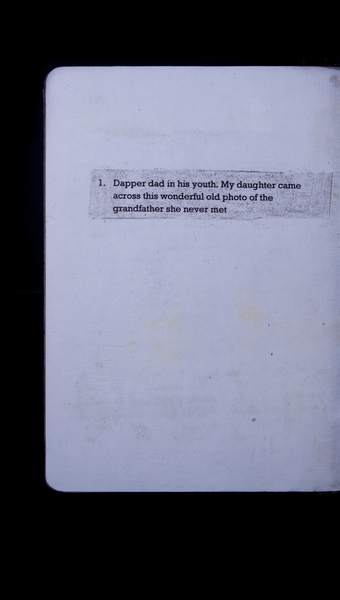 1. Dapper dad in his youth. My daughter came
across this wonderful old photo of the
grandfather she never met